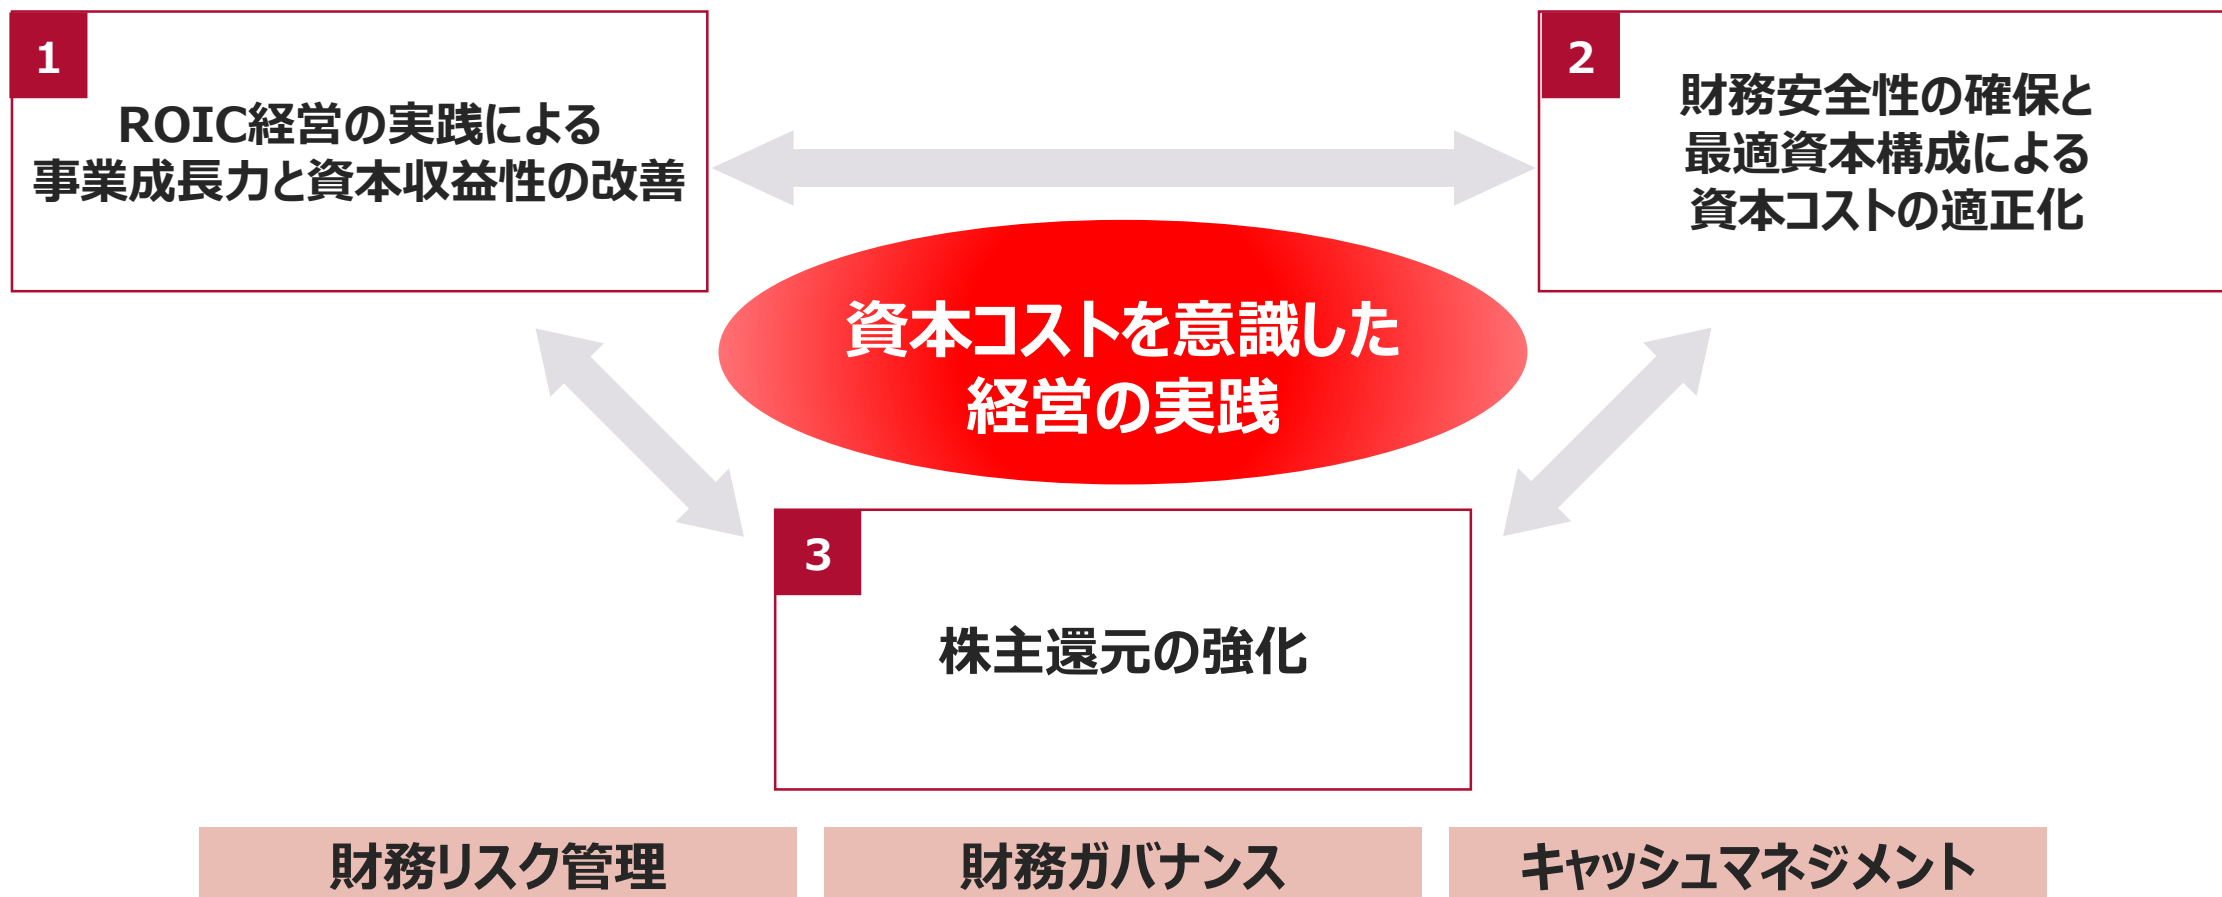 1
ROIC経営の実践による
事業成長力と資本収益性の改善
2
財務安全性の確保と
最適資本構成による
資本コストの適正化
資本コストを意識した
経営の実践
3
株主還元の強化
財務リスク管理
財務ガバナンス
キャッシュマネジメント